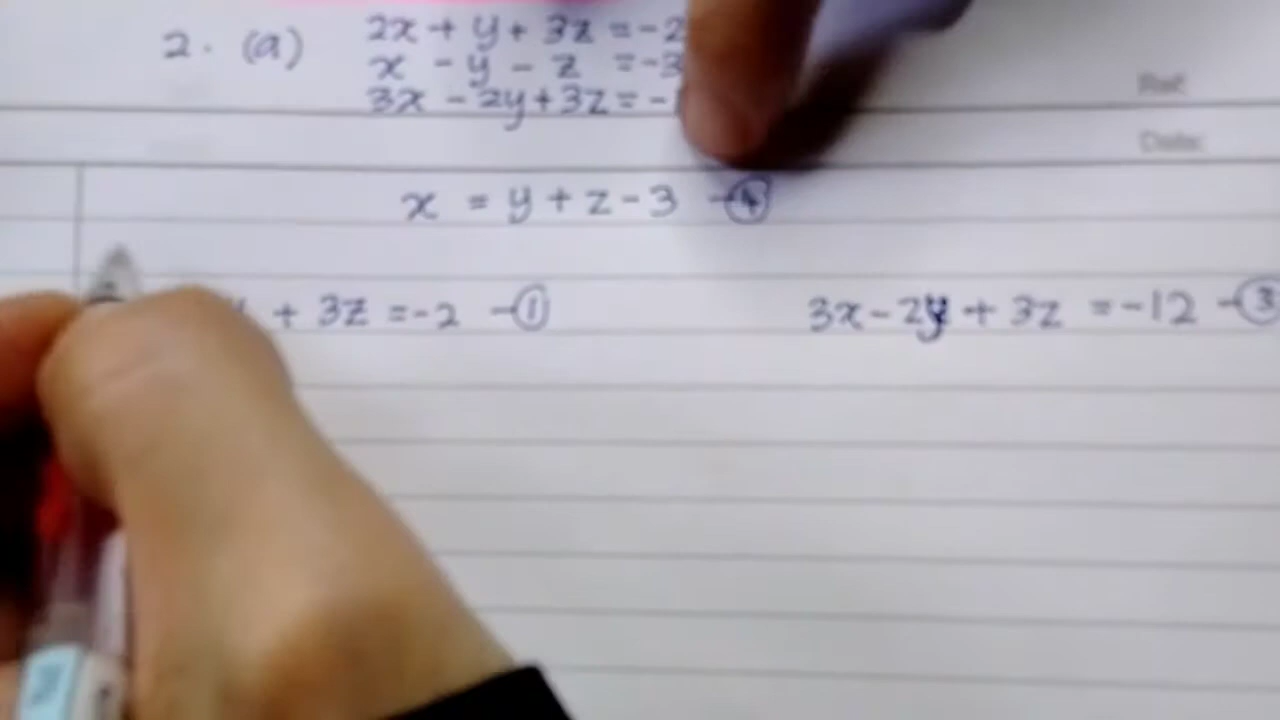 2. (a) 2x + y + 3z = -2
x - y - z = -3
3x - 2y + 3z = -
Ref:
Date:
x = y + z - 3 -④
+ 3z = -2 -①
3x - 2y + 3z = -12 -③